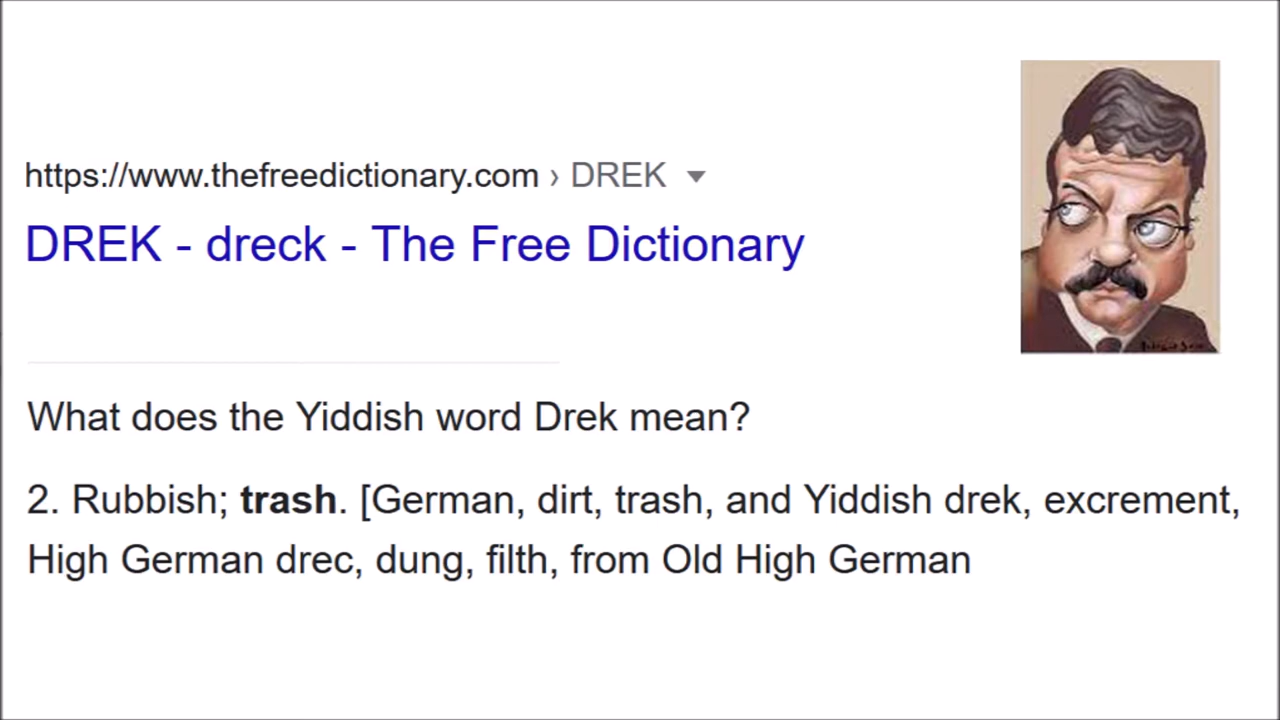 https://www.thefreedictionary.com › DREK
DREK - dreck - The Free Dictionary
What does the Yiddish word Drek mean?
2. Rubbish; trash. [German, dirt, trash, and Yiddish drek, excrement,
High German drec, dung, filth, from Old High German